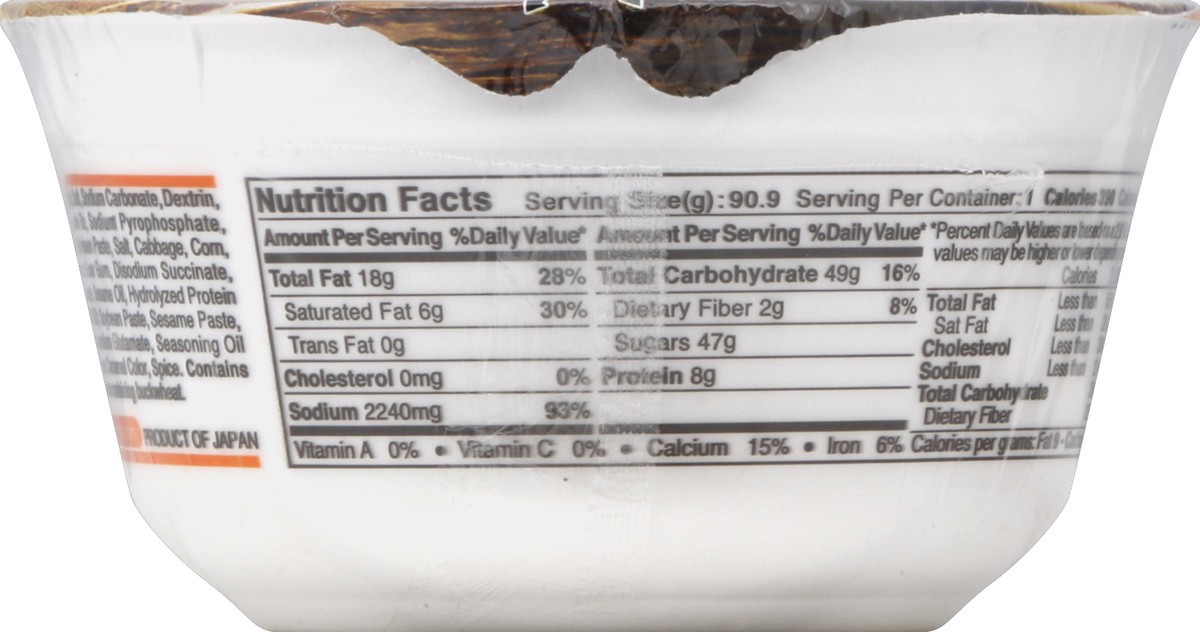 Carbonate, Dextrin,
Sodium Pyrophosphate,
Paste, Salt, Cabbage, Corn,
Disodium Succinate,
Oil, Hydrolyzed Protein
Paste, Sesame Paste,
Glutamate, Seasoning Oil
Color, Spice. Contains
buckwheat.
PRODUCT OF JAPAN
Nutrition Facts Serving Size(g):90.9 Serving Per Container:1 Calories 390
Amount Per Serving %Daily Value* Amount Per Serving %Daily Value* *Percent Daily Values are based
values may be higher or lower
Total Fat 18g 28% Total Carbohydrate 49g 16% Calories
Saturated Fat 6g 30% Dietary Fiber 2g 8% Total Fat Less than
Sat Fat Less than
Trans Fat 0g Sugars 47g Cholesterol Less than
Cholesterol 0mg 0% Protein 8g Sodium Less than
Total Carbohydrate
Sodium 2240mg 93% Dietary Fiber
Vitamin A 0% • Vitamin C 0% • Calcium 15% • Iron 6% Calories per grams: Fat 9 -